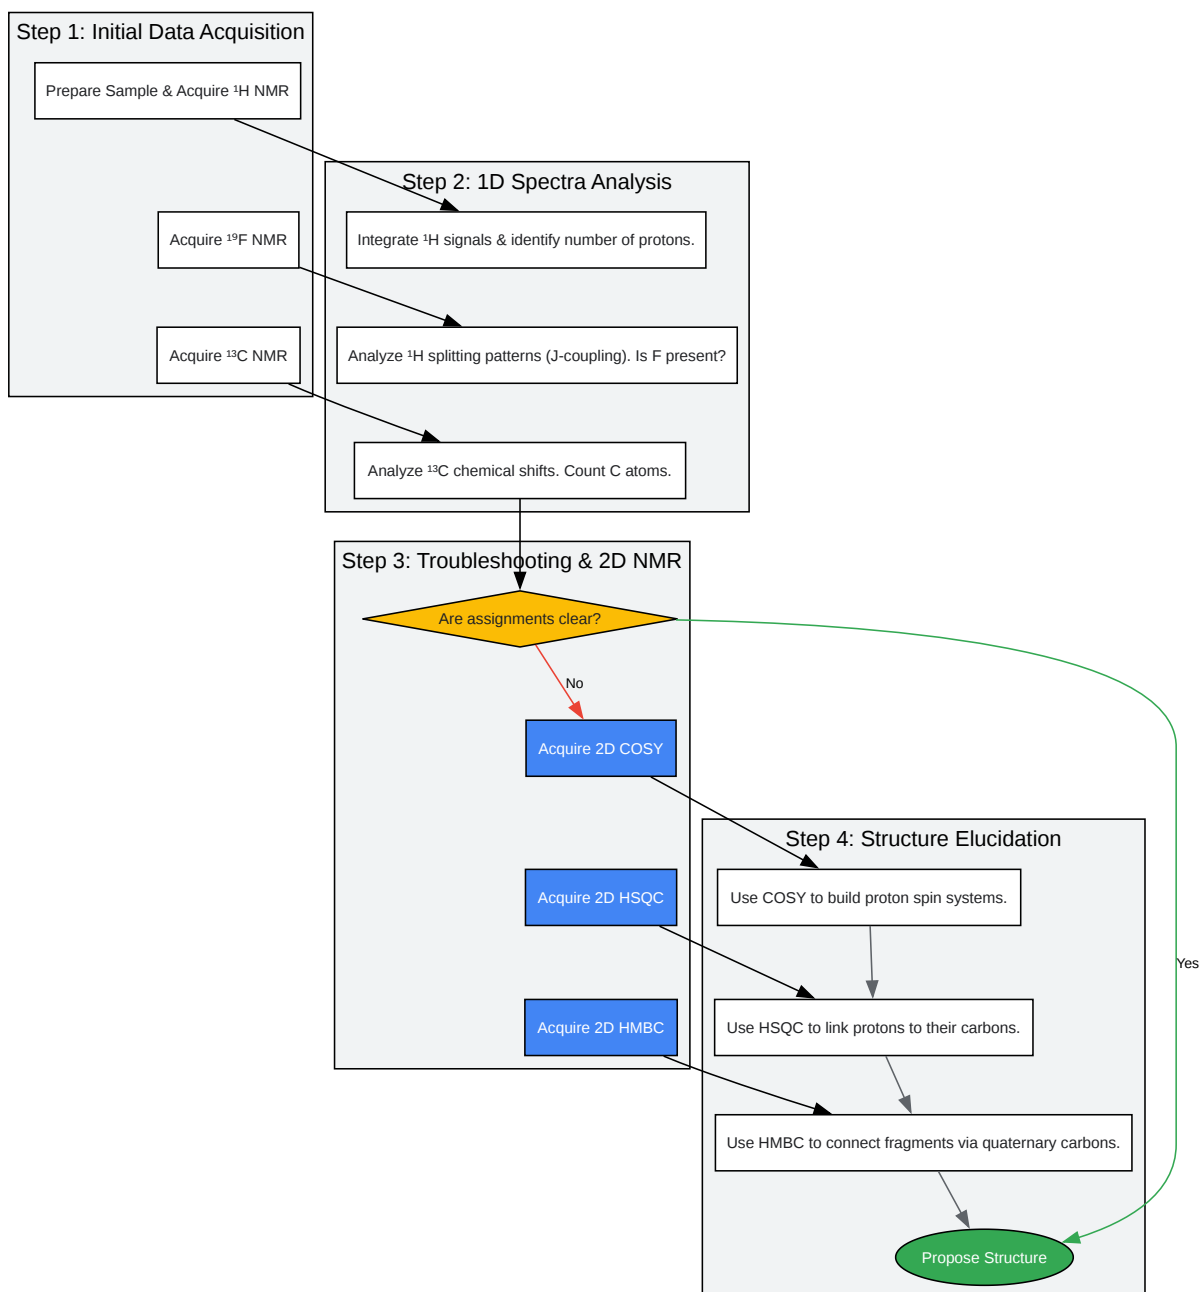 Step 1: Initial Data Acquisition
Prepare Sample & Acquire ¹H NMR
Acquire ¹⁹F NMR
Acquire ¹³C NMR
Step 2: 1D Spectra Analysis
Integrate ¹H signals & identify number of protons.
Analyze ¹H splitting patterns (J-coupling). Is F present?
Analyze ¹³C chemical shifts. Count C atoms.
Step 3: Troubleshooting & 2D NMR
Are assignments clear?
No
Acquire 2D COSY
Acquire 2D HSQC
Acquire 2D HMBC
Step 4: Structure Elucidation
Use COSY to build proton spin systems.
Use HSQC to link protons to their carbons.
Use HMBC to connect fragments via quaternary carbons.
Yes
Propose Structure